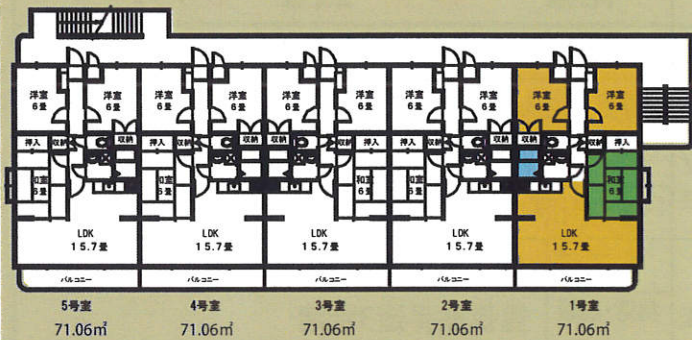 洋室 洋室 洋室 洋室 洋室 洋室 洋室 洋室 洋室 洋室
6畳 6畳 6畳 6畳 6畳 6畳 6畳 6畳 6畳 6畳
押入 収納 収納 押入 収納 収納 収納 収納 押入 押入 収納 収納 収納 収納 押入
和室 和室 和室 和室 和室
6畳 6畳 6畳 6畳 6畳
LDK LDK LDK LDK LDK
15.7畳 15.7畳 15.7畳 15.7畳 15.7畳
バルコニー バルコニー バルコニー バルコニー バルコニー
5号室 4号室 3号室 2号室 1号室
71.06㎡ 71.06㎡ 71.06㎡ 71.06㎡ 71.06㎡